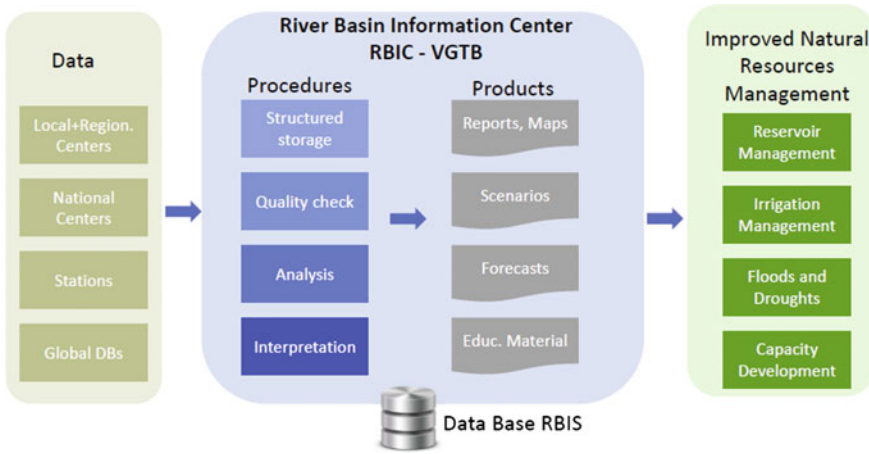 Data
Local+Region.
Centers
National
Centers
Stations
Global DBs
River Basin Information Center
RBIC - VGTB
Procedures
Structured
storage
Quality check
Analysis
Interpretation
Products
Reports, Maps
Scenarios
Forecasts
Educ. Material
Data Base RBIS
Improved Natural
Resources
Management
Reservoir
Management
Irrigation
Management
Floods and
Droughts
Capacity
Development